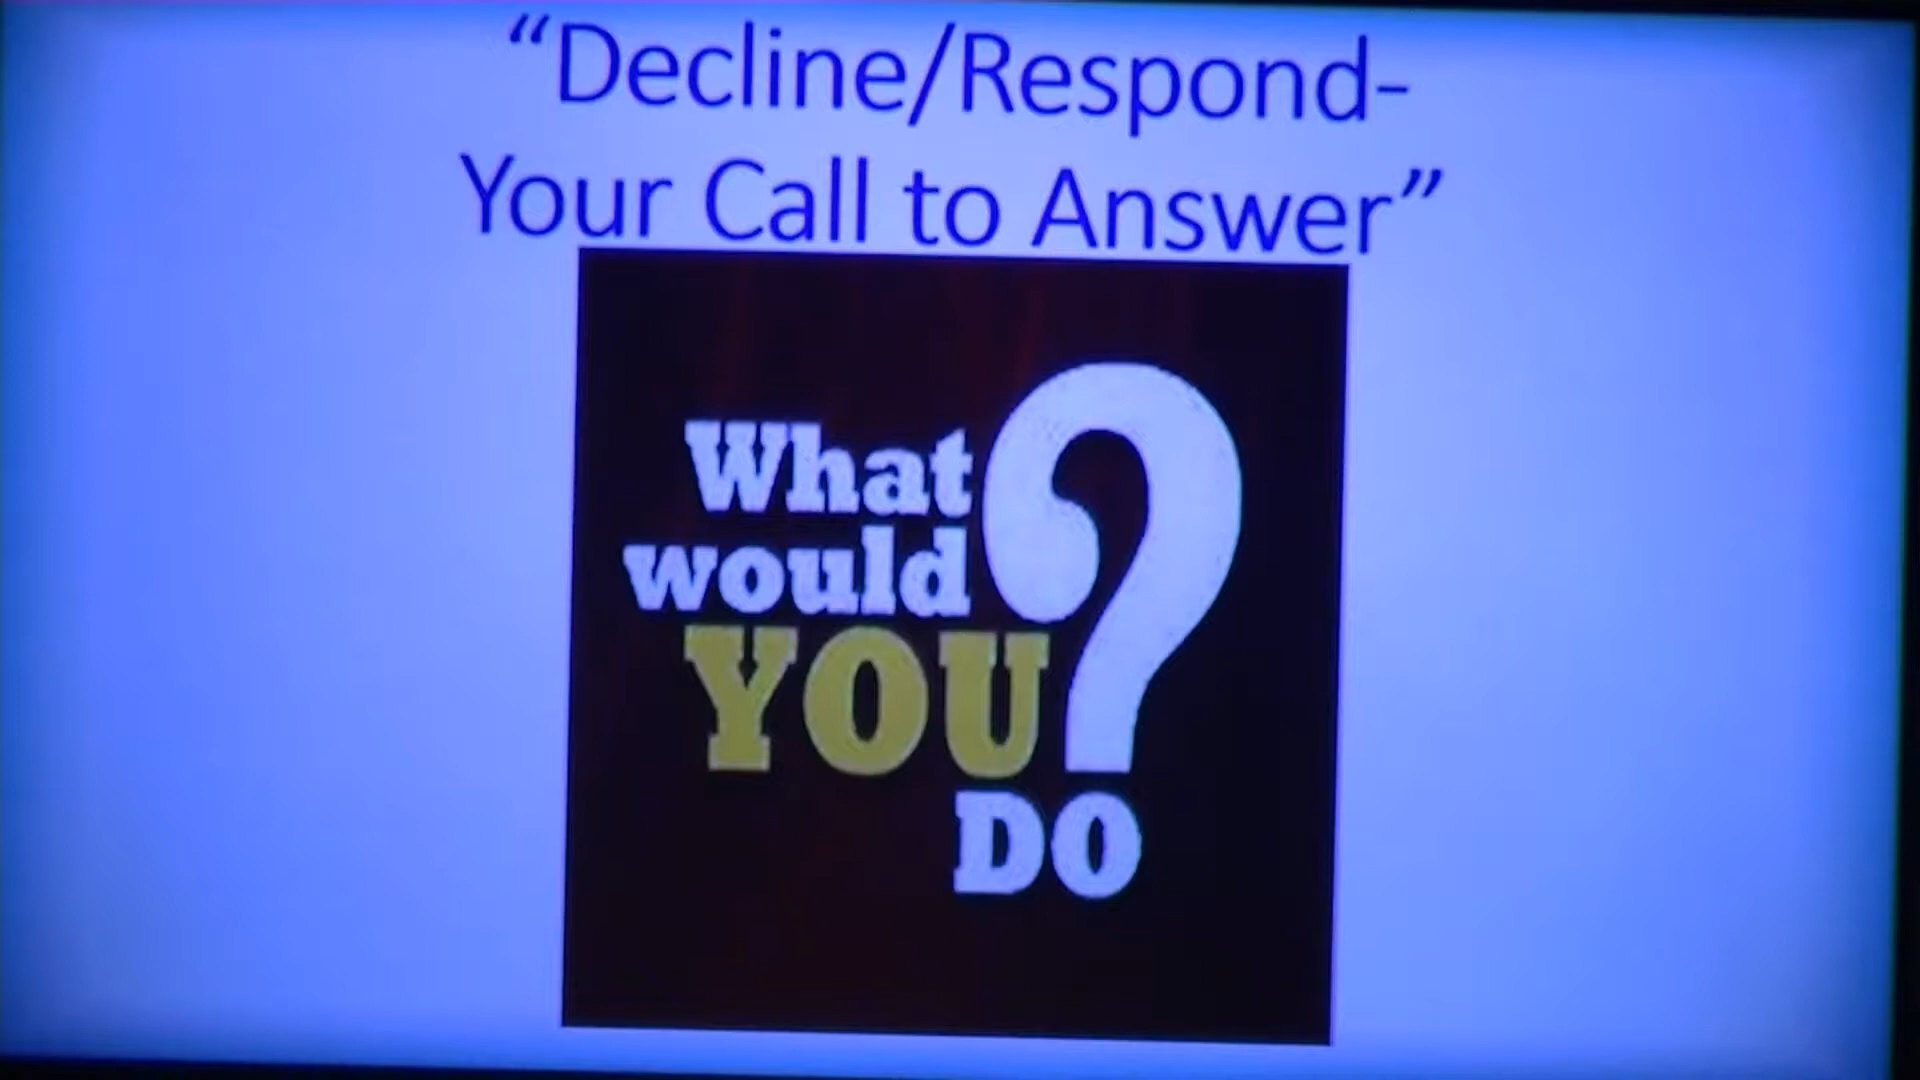 “Decline/Respond-
Your Call to Answer”
What
would
YOU
DO
?